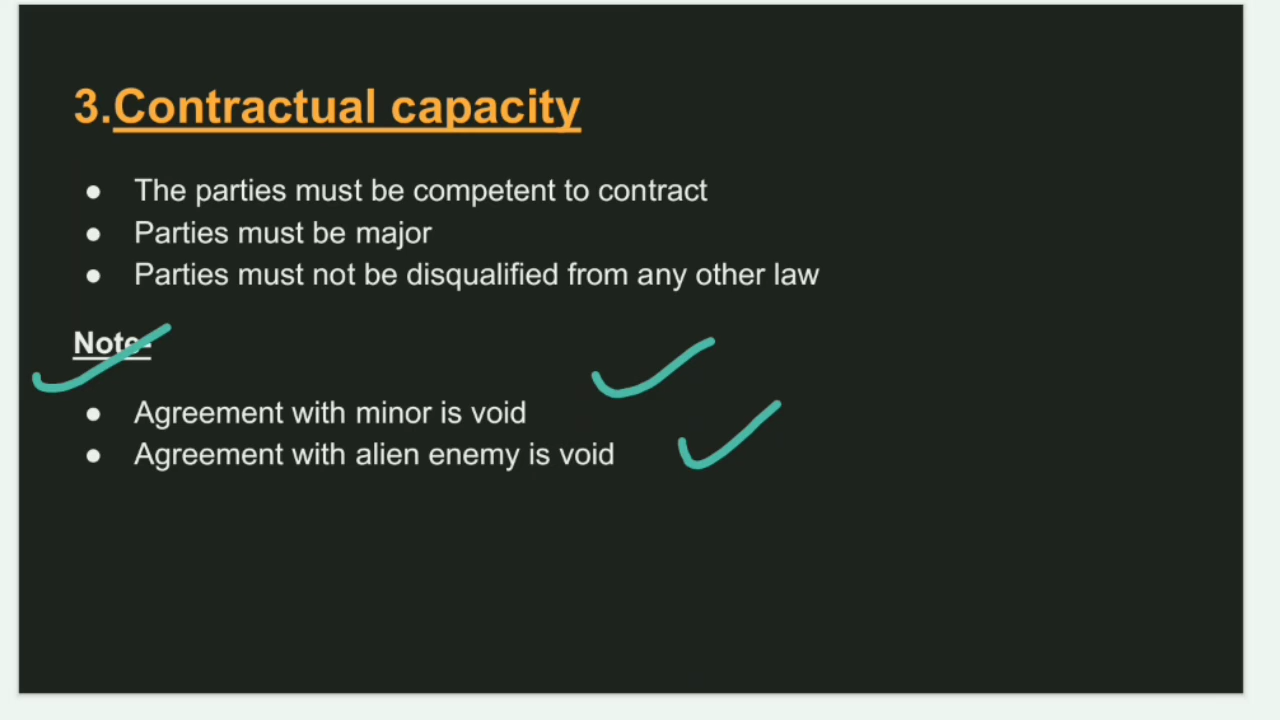 3.Contractual capacity
● The parties must be competent to contract
● Parties must be major
● Parties must not be disqualified from any other law
Note-
● Agreement with minor is void
● Agreement with alien enemy is void